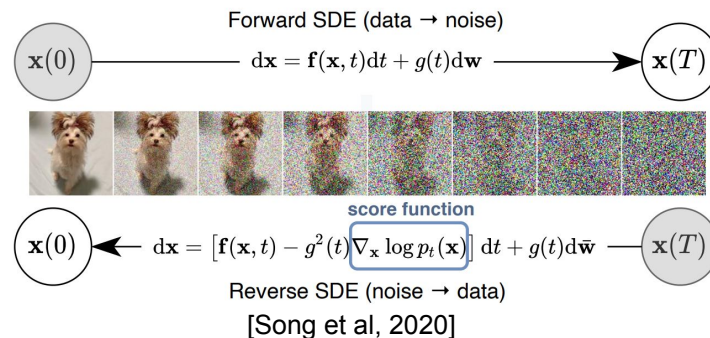 Forward SDE (data → noise)
x(0) dx = f(x, t)dt + g(t)dw x(T)
score function
x(0) dx = [f(x, t) − g²(t)∇ₓ log pₜ(x)] dt + g(t)dw̄ x(T)
Reverse SDE (noise → data)
[Song et al, 2020]